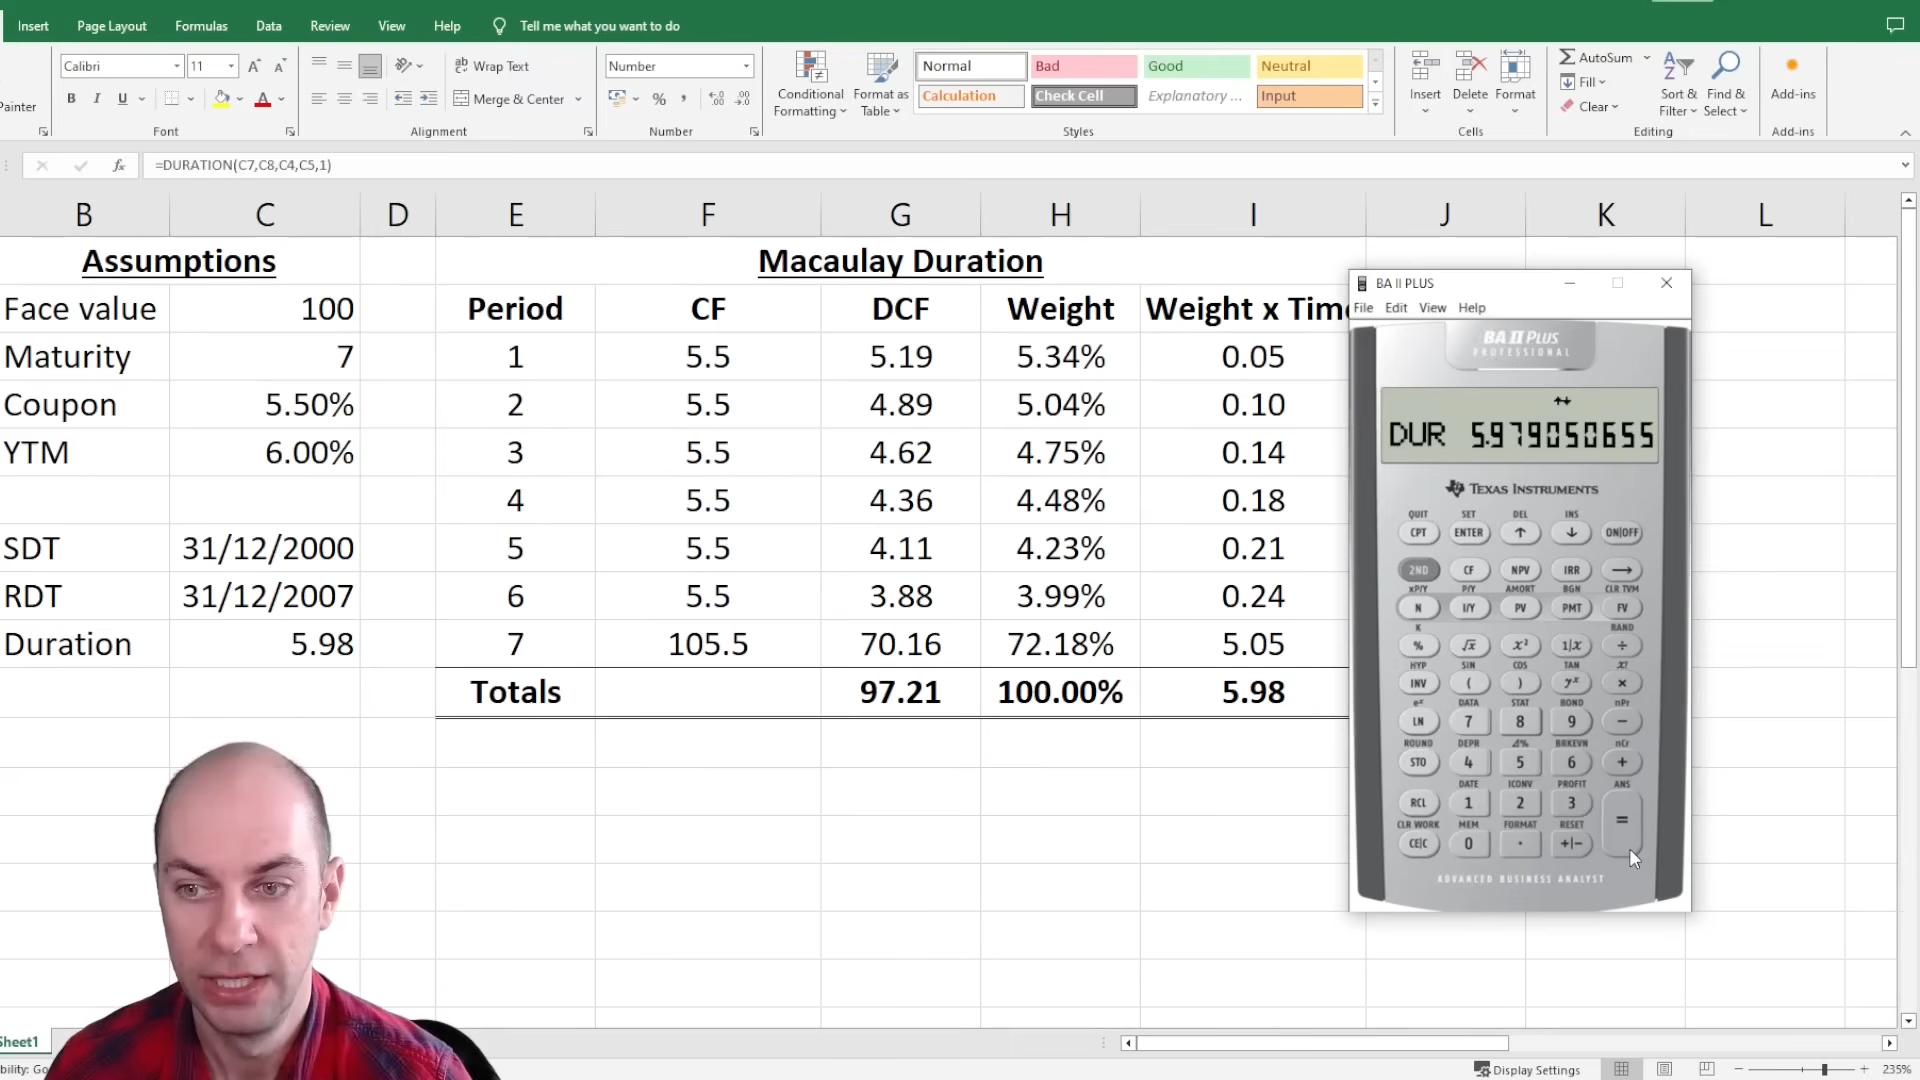 Insert Page Layout Formulas Data Review View Help Tell me what you want to do
Calibri 11 Wrap Text Number Normal Bad Good Neutral AutoSum
Painter B I U Merge & Center % Conditional Formatting Format as Table Calculation Check Cell Explanatory ... Input Insert Delete Format Fill Clear Sort & Filter Find & Select Add-ins
Font Alignment Number Styles Cells Editing Add-ins
fx =DURATION(C7,C8,C4,C5,1)
B C D E F G H I J K L
Assumptions Macaulay Duration
Face value 100 Period CF DCF Weight Weight x Tim
Maturity 7 1 5.5 5.19 5.34% 0.05
Coupon 5.50% 2 5.5 4.89 5.04% 0.10
YTM 6.00% 3 5.5 4.62 4.75% 0.14
4 5.5 4.36 4.48% 0.18
SDT 31/12/2000 5 5.5 4.11 4.23% 0.21
RDT 31/12/2007 6 5.5 3.88 3.99% 0.24
Duration 5.98 7 105.5 70.16 72.18% 5.05
Totals 97.21 100.00% 5.98
BA II PLUS
File Edit View Help
BA II PLUS
PROFESSIONAL
DUR 5.979050655
TEXAS INSTRUMENTS
QUIT SET DEL INS
CPT ENTER ↑ ↓ ON|OFF
2ND CF NPV IRR →
xP/Y P/Y AMORT BGN CLR TVM
N I/Y PV PMT FV
K RAND
% √x x² 1/x ÷
HYP SIN COS TAN x!
INV ( ) yˣ ×
eˣ DATA STAT BOND nPr
LN 7 8 9 −
ROUND DEPR Δ% BRKEVN nCr
STO 4 5 6 +
DATE ICONV PROFIT ANS
RCL 1 2 3 =
CLR WORK MEM FORMAT RESET
CE|C 0 . +|−
ADVANCED BUSINESS ANALYST
Sheet1
bility: Go Display Settings 235%